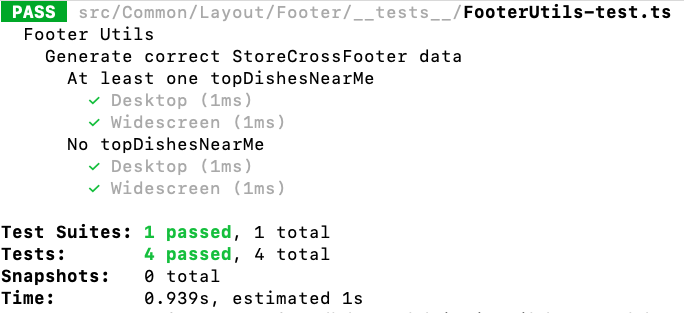 PASS src/Common/Layout/Footer/__tests__/FooterUtils-test.ts
Footer Utils
Generate correct StoreCrossFooter data
At least one topDishesNearMe
✓ Desktop (1ms)
✓ Widescreen (1ms)
No topDishesNearMe
✓ Desktop (1ms)
✓ Widescreen (1ms)
Test Suites: 1 passed, 1 total
Tests: 4 passed, 4 total
Snapshots: 0 total
Time: 0.939s, estimated 1s